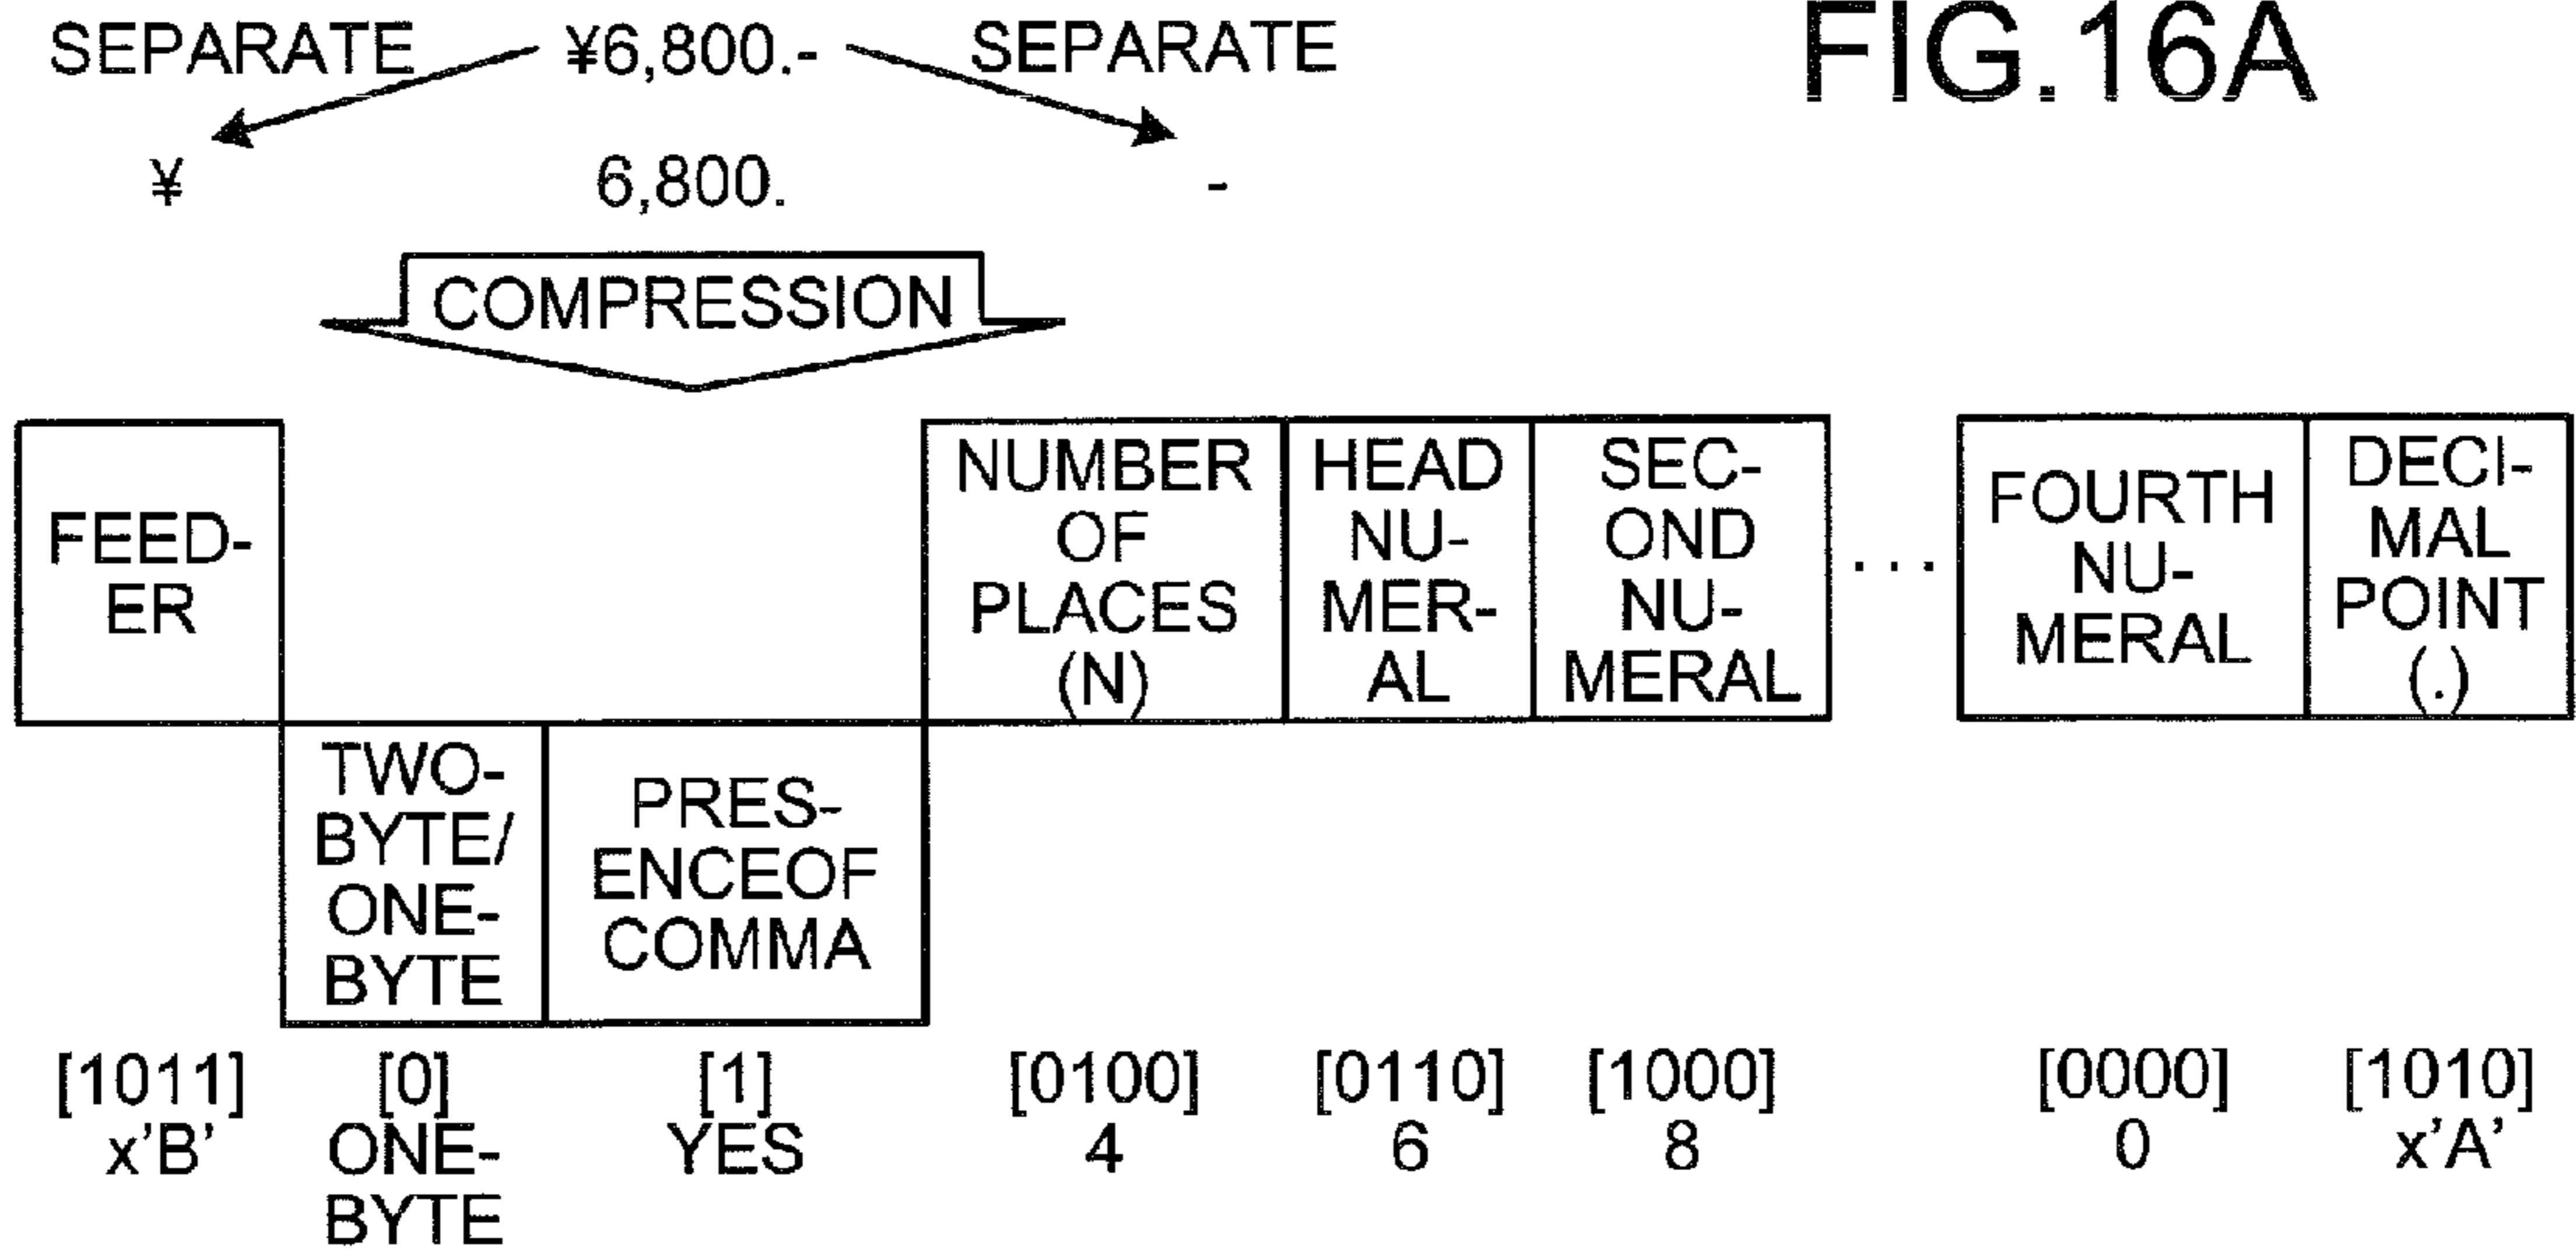 FIG.16A
SEPARATE ¥6,800.- SEPARATE
¥ 6,800. -
COMPRESSION
FEED-
ER
TWO-
BYTE/
ONE-
BYTE
PRES-
ENCEOF
COMMA
NUMBER
OF
PLACES
(N)
HEAD
NU-
MER-
AL
SEC-
OND
NU-
MERAL
...
FOURTH
NU-
MERAL
DECI-
MAL
POINT
(.)
[1011] [0] [1] [0100] [0110] [1000] [0000] [1010]
x'B' ONE- YES 4 6 8 0 x'A'
BYTE